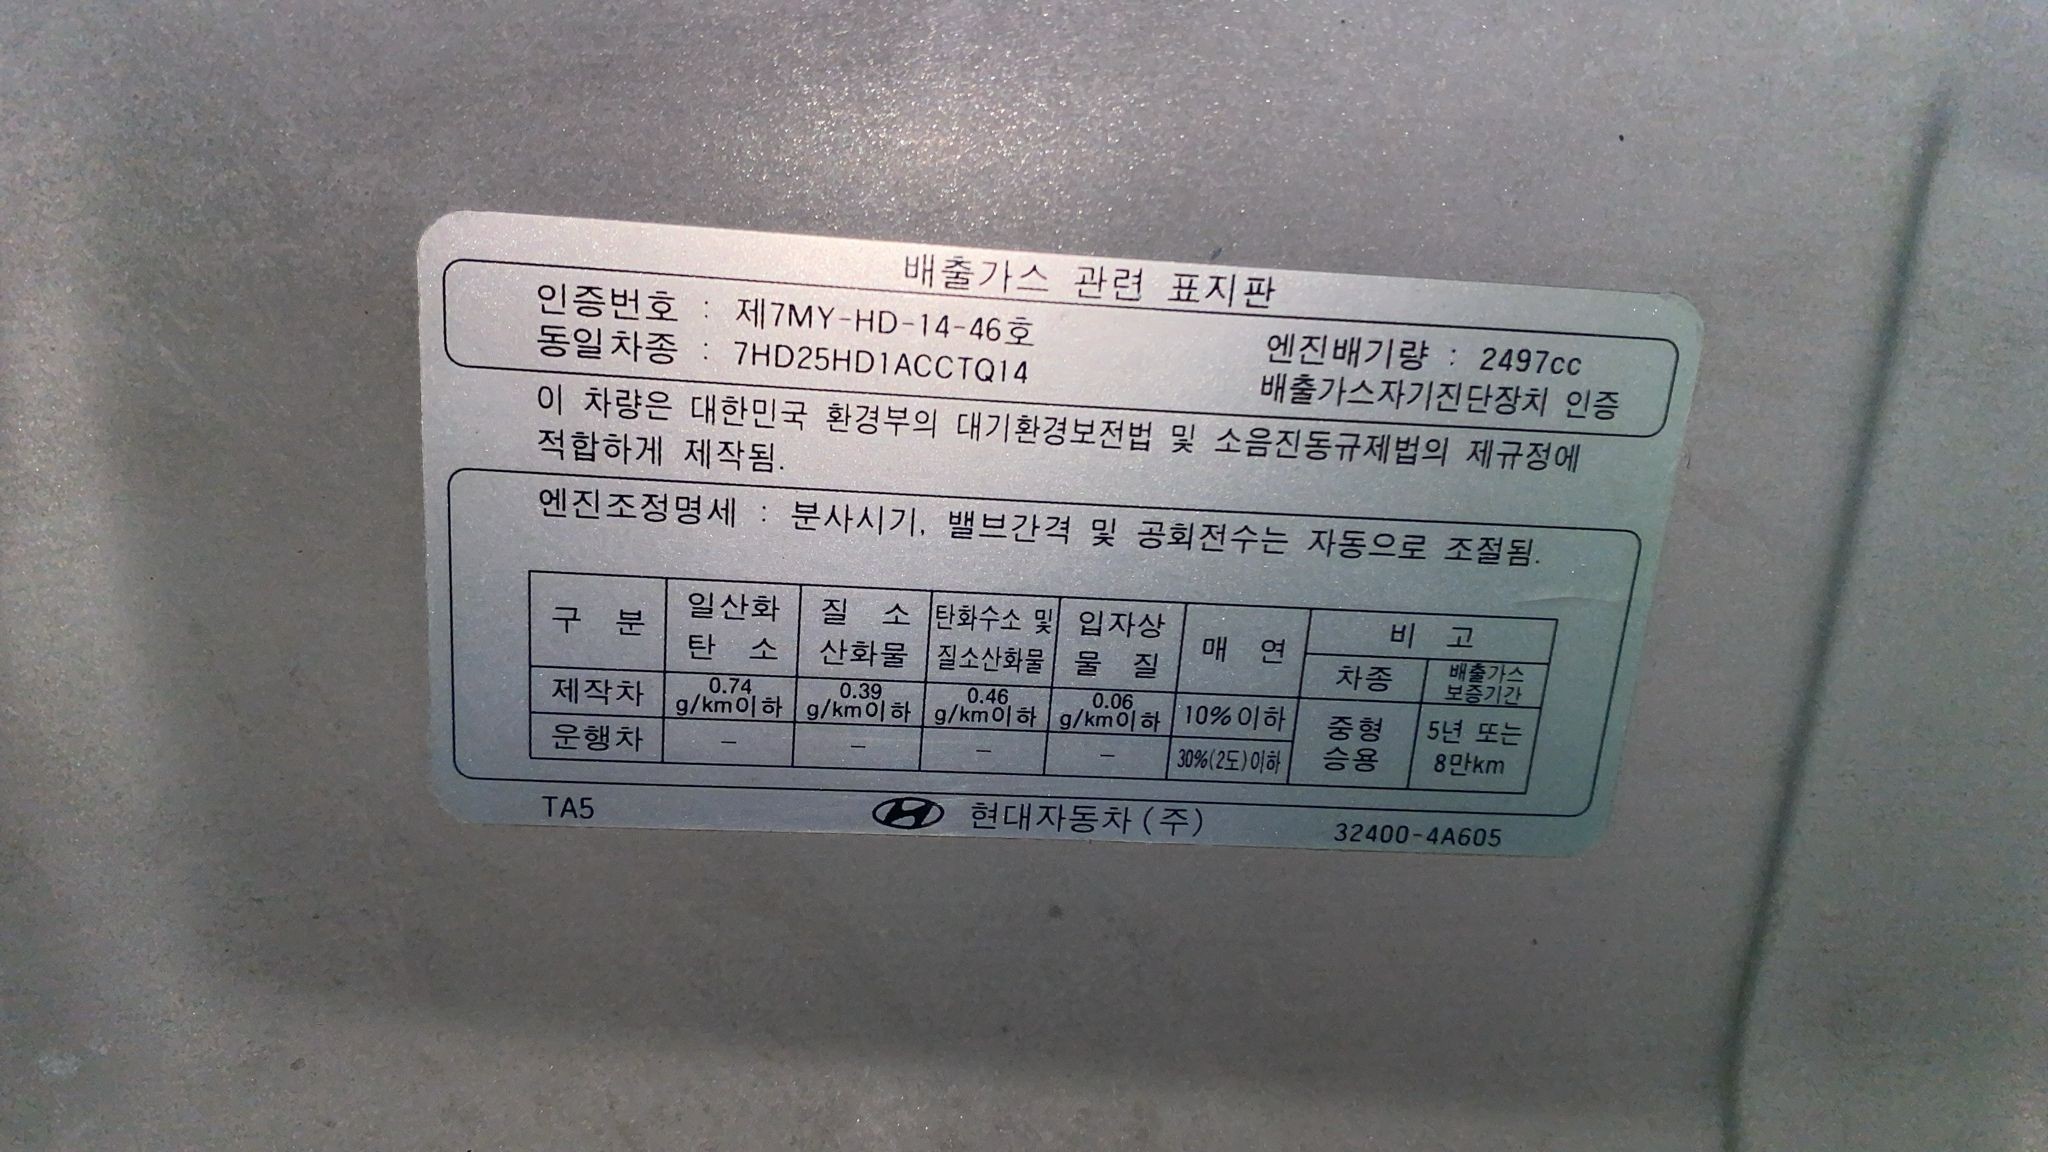 배출가스 관련 표지판
인증번호 : 제7MY-HD-14-46호
동일차종 : 7HD25HD1ACCTQ14
엔진배기량 : 2497cc
배출가스자기진단장치 인증
이 차량은 대한민국 환경부의 대기환경보전법 및 소음진동규제법의 제규정에
적합하게 제작됨.
엔진조정명세 : 분사시기, 밸브간격 및 공회전수는 자동으로 조절됨.
구 분
일산화
탄 소
질 소
산화물
탄화수소 및
질소산화물
입자상
물 질
매 연
비 고
차종
배출가스
보증기간
제작차
0.74
g/km이하
0.39
g/km이하
0.46
g/km이하
0.06
g/km이하
10%이하
운행차
–
–
–
–
30%(2도)이하
중형
승용
5년 또는
8만km
TA5
현대자동차(주)
32400-4A605